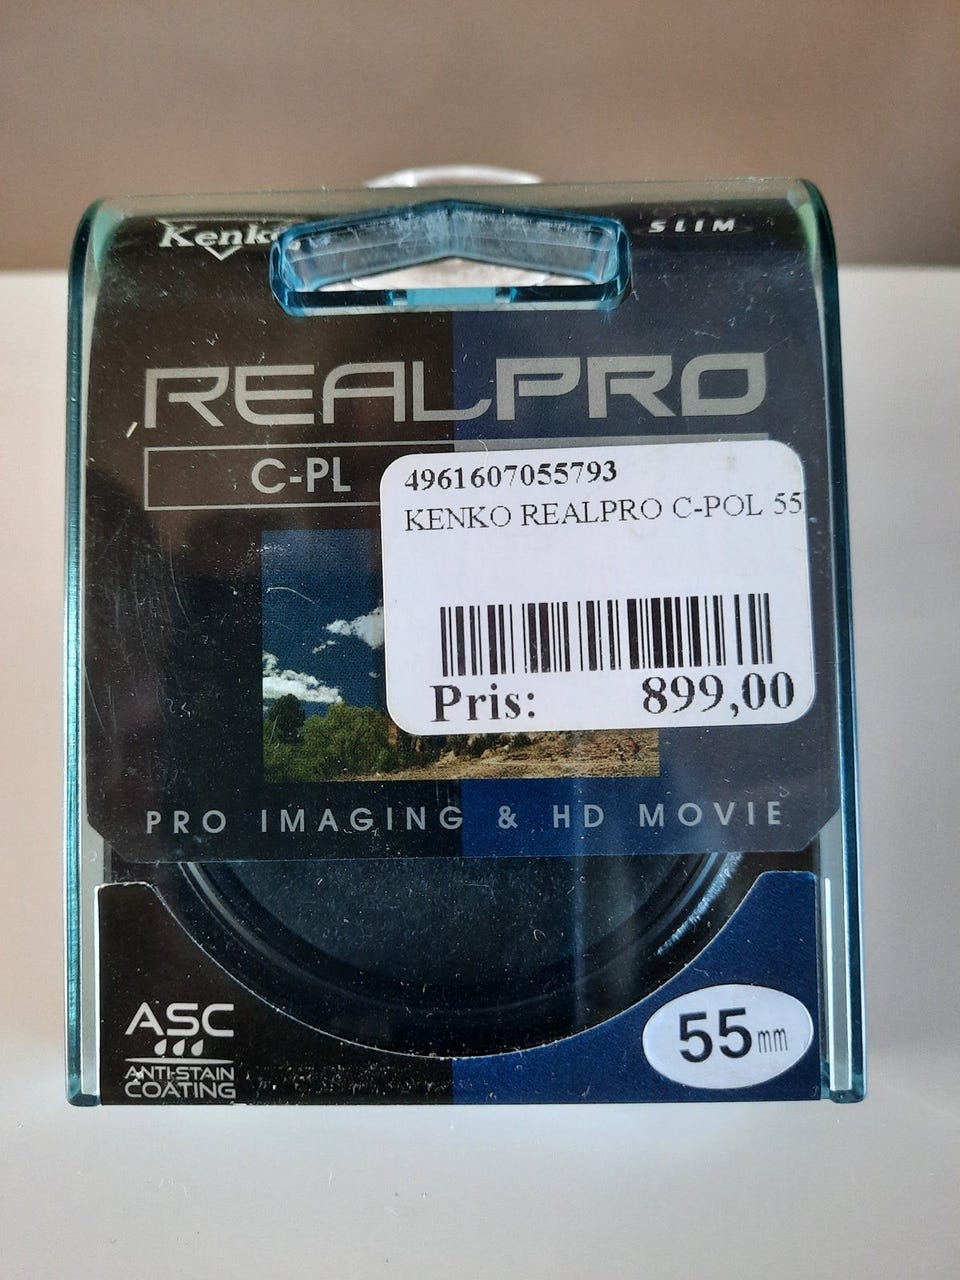 Kenko
SLIM
REALPRO
C-PL
4961607055793
KENKO REALPRO C-POL 55
Pris: 899,00
PRO IMAGING & HD MOVIE
ASC
ANTI-STAIN
COATING
55mm